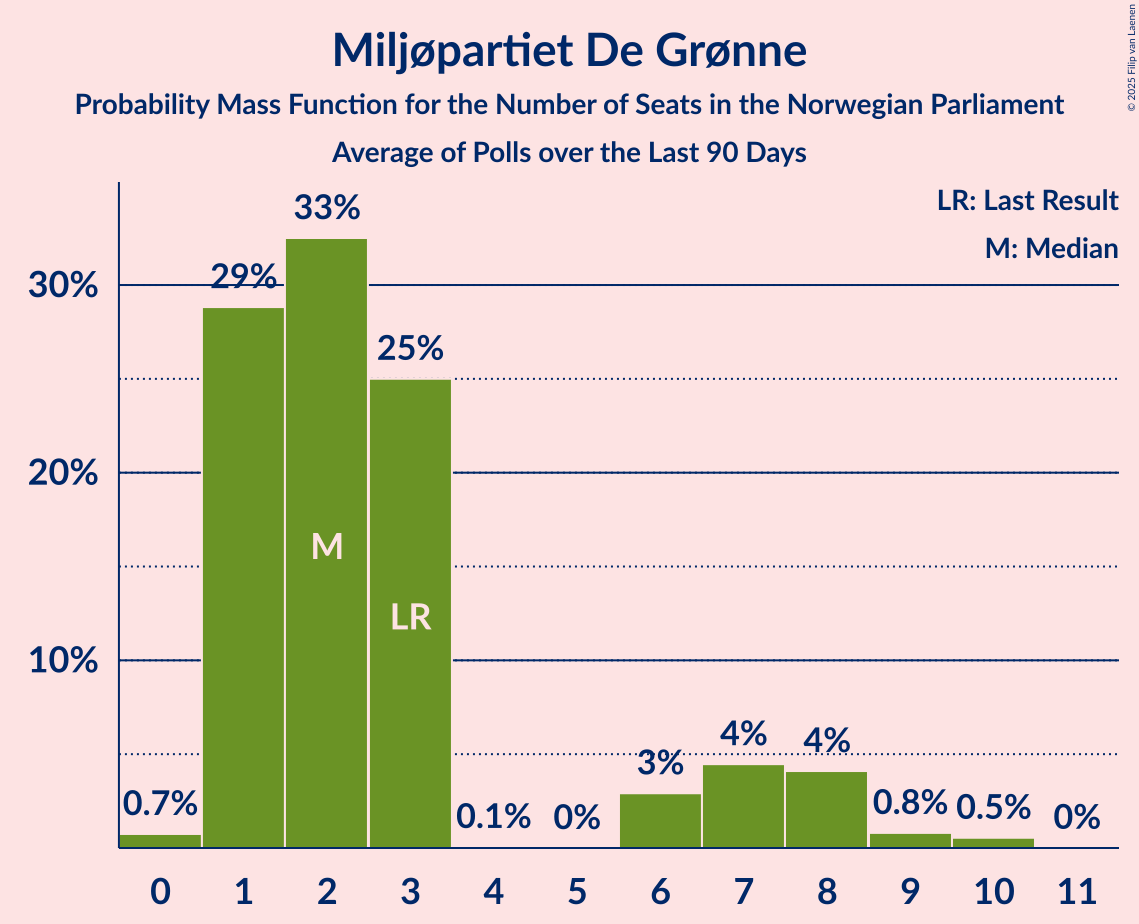 Miljøpartiet De Grønne
Probability Mass Function for the Number of Seats in the Norwegian Parliament
Average of Polls over the Last 90 Days
© 2025 Filip van Laenen
LR: Last Result
M: Median
30%
20%
10%
0.7%
29%
33%
25%
0.1%
0%
3%
4%
4%
0.8%
0.5%
0%
M
LR
0 1 2 3 4 5 6 7 8 9 10 11